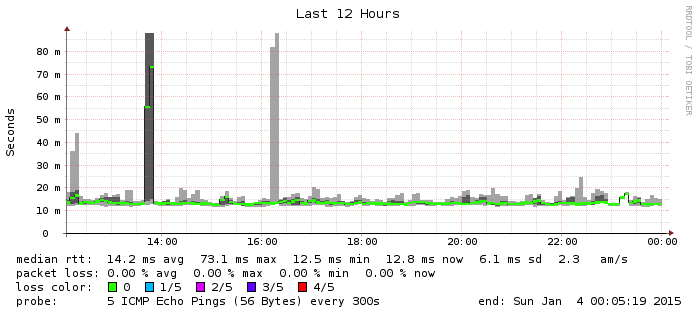 Last 12 Hours
RRDTOOL / TOBI OETIKER
Seconds
80 m
70 m
60 m
50 m
40 m
30 m
20 m
10 m
0
14:00 16:00 18:00 20:00 22:00 00:00
median rtt: 14.2 ms avg 73.1 ms max 12.5 ms min 12.8 ms now 6.1 ms sd 2.3 am/s
packet loss: 0.00 % avg 0.00 % max 0.00 % min 0.00 % now
loss color: 0 1/5 2/5 3/5 4/5
probe: 5 ICMP Echo Pings (56 Bytes) every 300s end: Sun Jan 4 00:05:19 2015